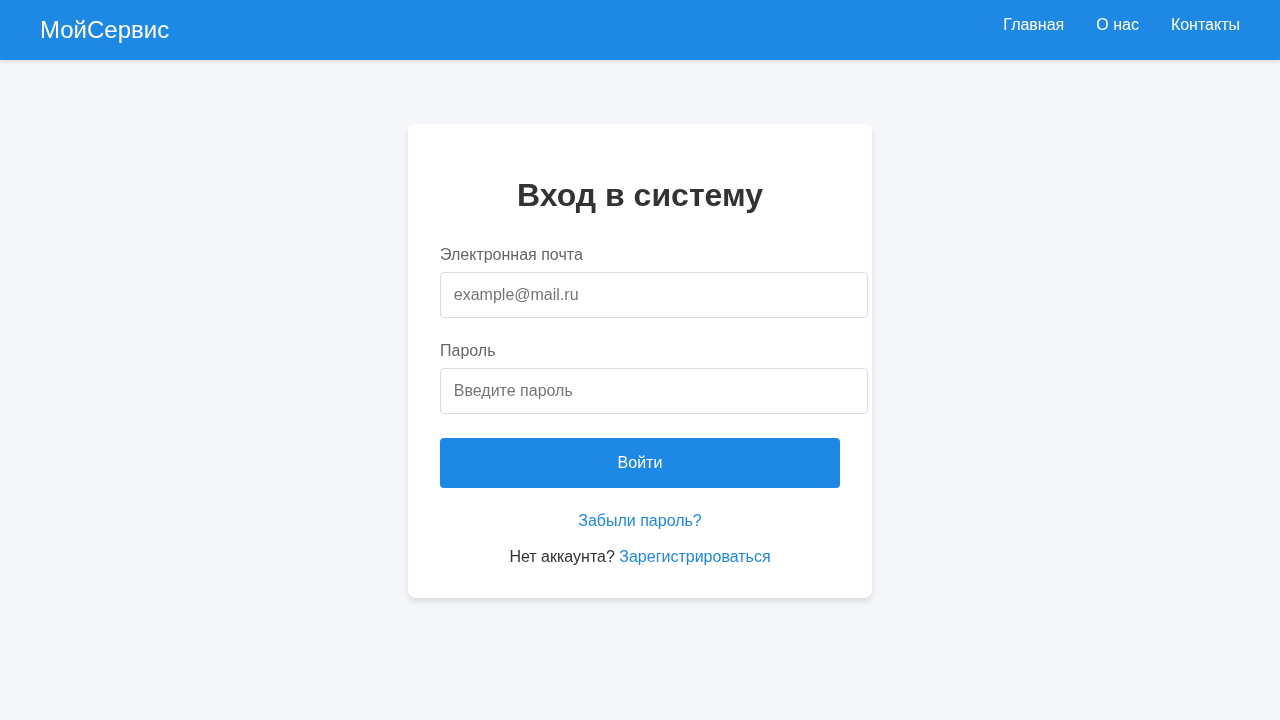 МойСервис
Главная О нас Контакты
Вход в систему
Электронная почта
example@mail.ru
Пароль
Введите пароль
Войти
Забыли пароль?
Нет аккаунта? Зарегистрироваться